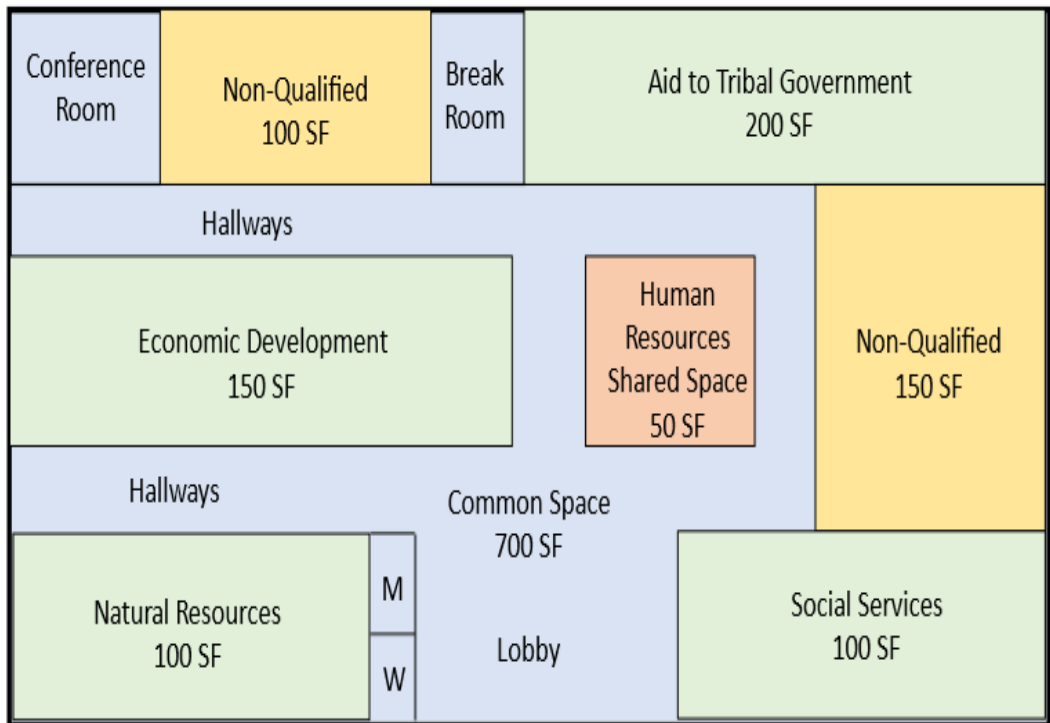 Conference
Room
Non-Qualified
100 SF
Break
Room
Aid to Tribal Government
200 SF
Hallways
Economic Development
150 SF
Human
Resources
Shared Space
50 SF
Non-Qualified
150 SF
Hallways
Common Space
700 SF
Natural Resources
100 SF
M
W
Lobby
Social Services
100 SF